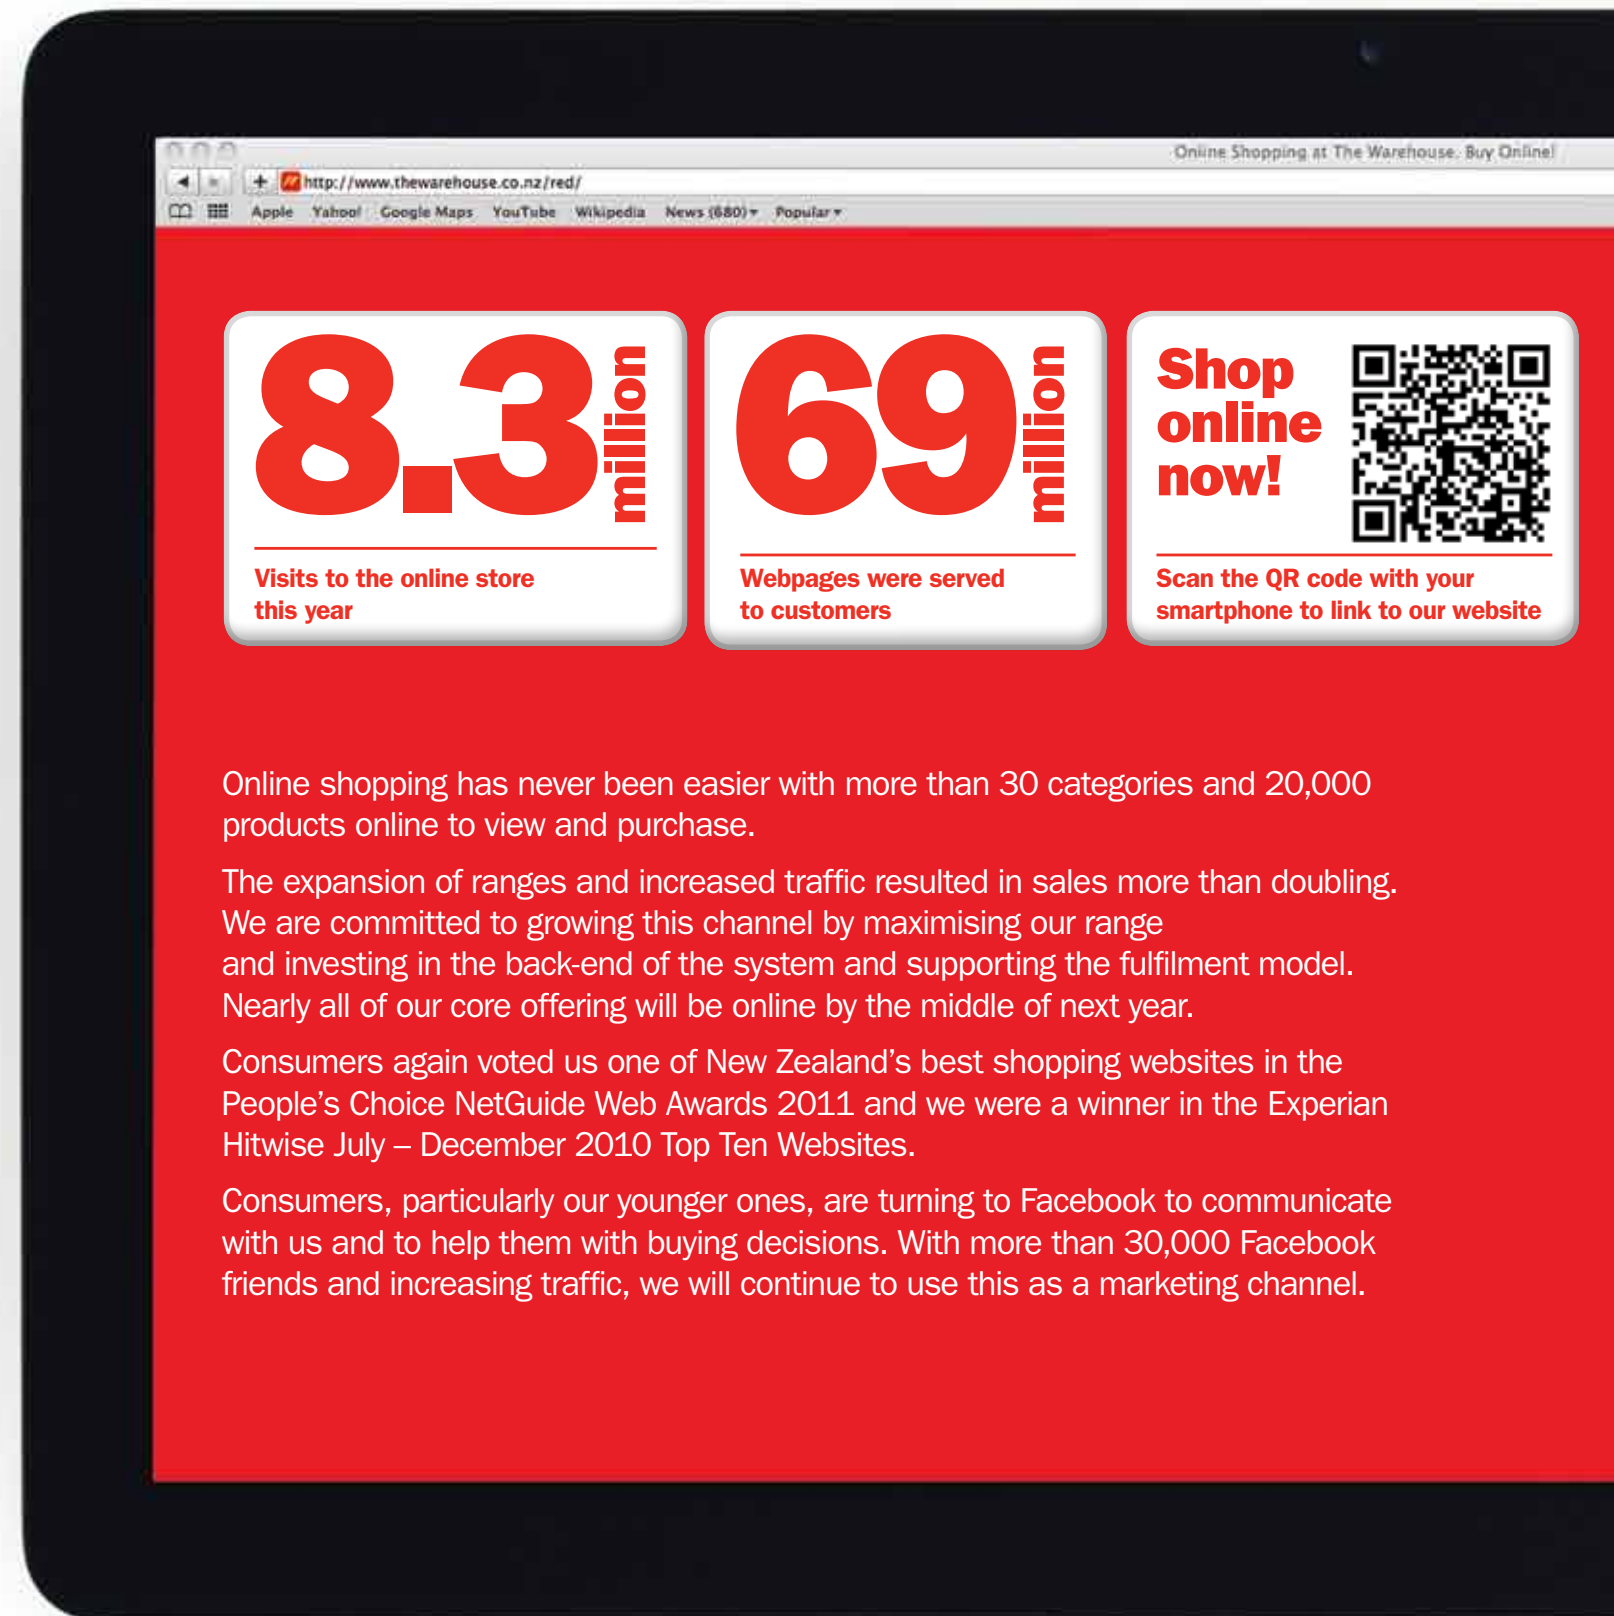 Online Shopping at The Warehouse. Buy Online!
http://www.thewarehouse.co.nz/red/
Apple Yahoo! Google Maps YouTube Wikipedia News (680) Popular
8.3 million
Visits to the online store
this year
69 million
Webpages were served
to customers
Shop
online
now!
Scan the QR code with your
smartphone to link to our website
Online shopping has never been easier with more than 30 categories and 20,000
products online to view and purchase.
The expansion of ranges and increased traffic resulted in sales more than doubling.
We are committed to growing this channel by maximising our range
and investing in the back-end of the system and supporting the fulfilment model.
Nearly all of our core offering will be online by the middle of next year.
Consumers again voted us one of New Zealand’s best shopping websites in the
People’s Choice NetGuide Web Awards 2011 and we were a winner in the Experian
Hitwise July – December 2010 Top Ten Websites.
Consumers, particularly our younger ones, are turning to Facebook to communicate
with us and to help them with buying decisions. With more than 30,000 Facebook
friends and increasing traffic, we will continue to use this as a marketing channel.